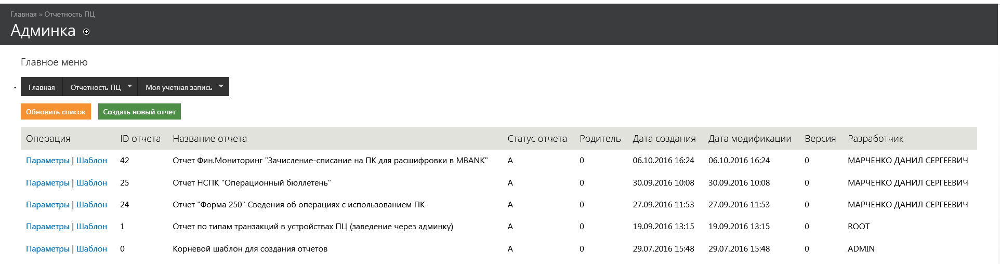 Главная » Отчетность ПЦ
Админка
Главное меню
Главная Отчетность ПЦ Моя учетная запись
Обновить список Создать новый отчет
Операция ID отчета Название отчета Статус отчета Родитель Дата создания Дата модификации Версия Разработчик
Параметры | Шаблон 42 Отчет Фин.Мониторинг "Зачисление-списание на ПК для расшифровки в MBANK" A 0 06.10.2016 16:24 06.10.2016 16:24 0 МАРЧЕНКО ДАНИЛ СЕРГЕЕВИЧ
Параметры | Шаблон 25 Отчет НСПК "Операционный бюллетень" A 0 30.09.2016 10:08 30.09.2016 10:08 0 МАРЧЕНКО ДАНИЛ СЕРГЕЕВИЧ
Параметры | Шаблон 24 Отчет "Форма 250" Сведения об операциях с использованием ПК A 0 27.09.2016 11:53 27.09.2016 11:53 0 МАРЧЕНКО ДАНИЛ СЕРГЕЕВИЧ
Параметры | Шаблон 1 Отчет по типам транзакций в устройствах ПЦ (заведение через админку) A 0 19.09.2016 13:15 19.09.2016 13:15 0 ROOT
Параметры | Шаблон 0 Корневой шаблон для создания отчетов A 0 29.07.2016 15:48 29.07.2016 15:48 0 ADMIN